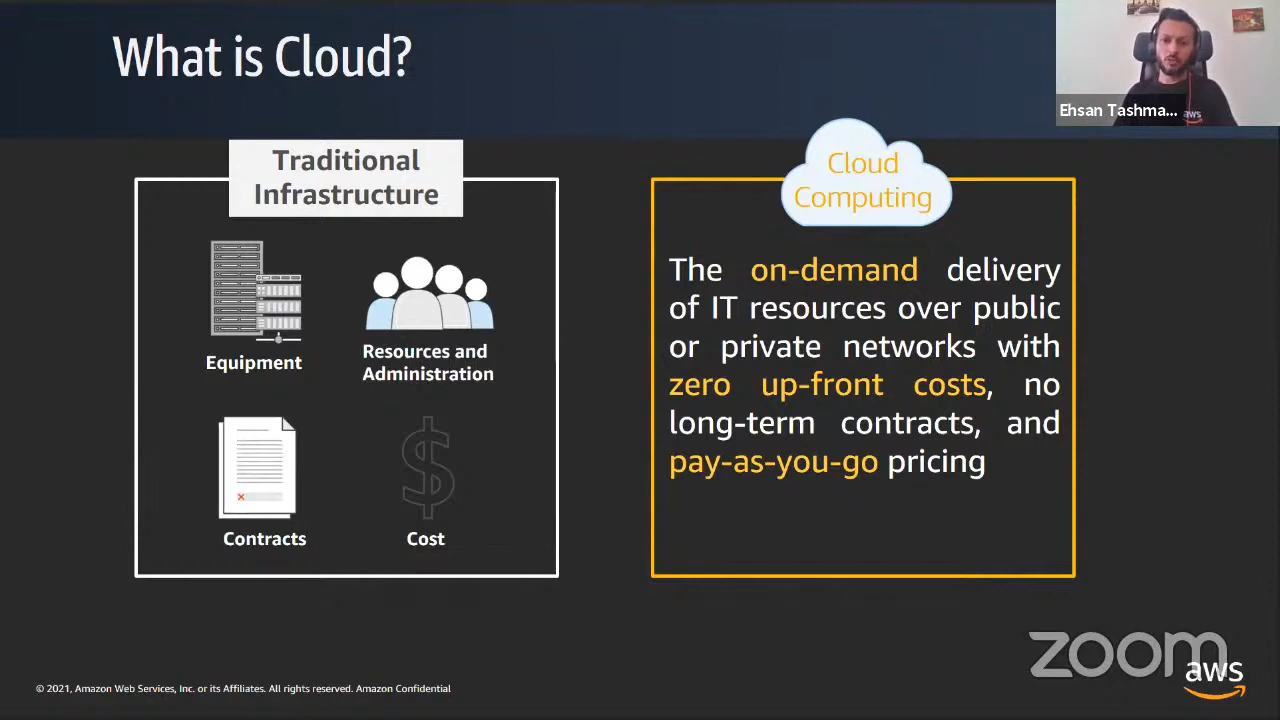 What is Cloud?
Ehsan Tashma...
aws
Traditional
Infrastructure
Equipment
Resources and
Administration
Contracts
Cost
Cloud
Computing
The on-demand delivery
of IT resources over public
or private networks with
zero up-front costs, no
long-term contracts, and
pay-as-you-go pricing
zoom
aws
© 2021, Amazon Web Services, Inc. or its Affiliates. All rights reserved. Amazon Confidential